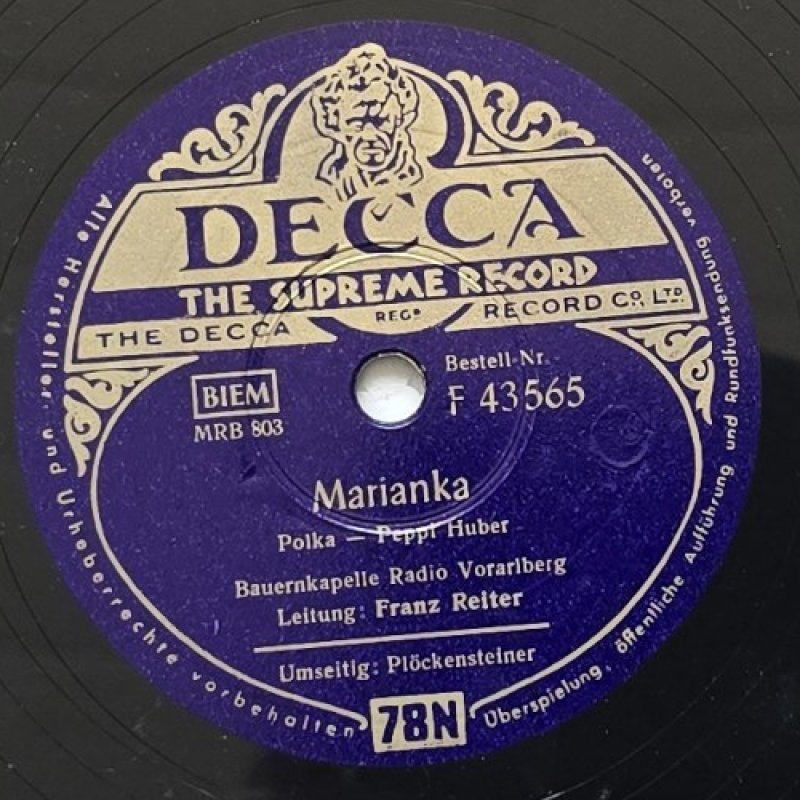 DECCA
THE SUPREME RECORD
THE DECCA REGD RECORD CO., LTD.
BIEM
MRB 803
Bestell-Nr.
F 43565
Marianka
Polka — Peppi Huber
Bauernkapelle Radio Vorarlberg
Leitung: Franz Reiter
Umseitig: Plöckensteiner
78N
Alle Hersteller- und Urheberrechte vorbehalten
Überspielung, öffentliche Aufführung und Rundfunksendung verboten